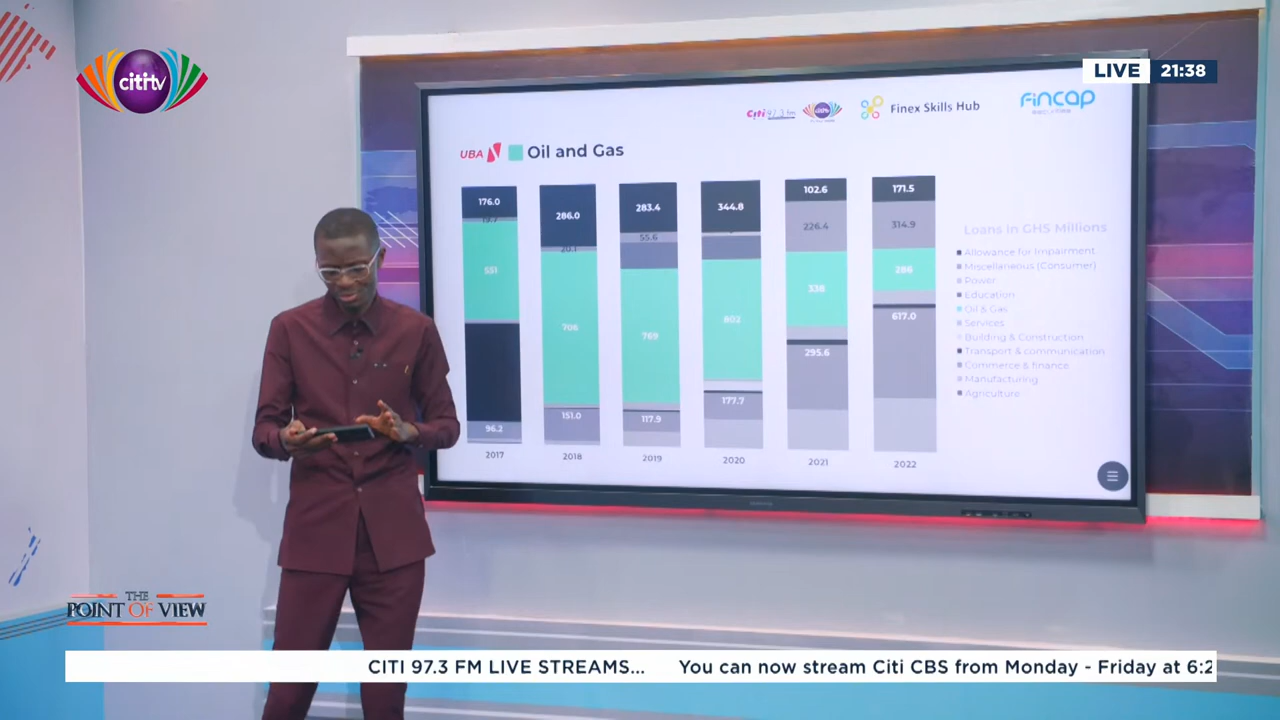 citi tv
LIVE 21:38
Citi 97.3 fm
Finex Skills Hub
Fincap
UBA Oil and Gas
176.0
286.0
283.4
344.8
102.6
171.5
20.1
55.6
226.4
314.9
551
706
769
802
338
286
96.2
151.0
117.9
177.7
295.6
617.0
2017
2018
2019
2020
2021
2022
Loans in GHS Millions
Allowance for Impairment
Miscellaneous (Consumer)
Power
Education
Oil & Gas
Services
Building & Construction
Transport & communication
Commerce & finance
Manufacturing
Agriculture
THE
POINT OF VIEW
CITI 97.3 FM LIVE STREAMS... You can now stream Citi CBS from Monday - Friday at 6:2